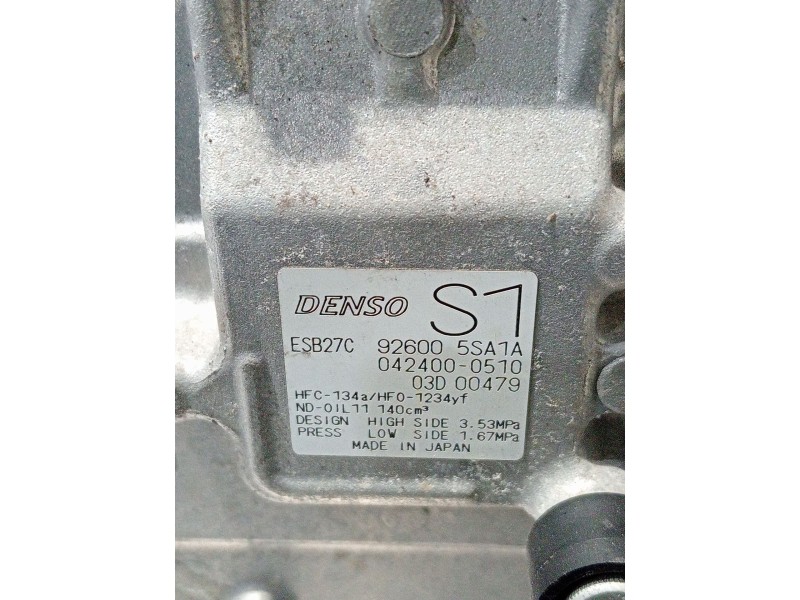 DENSO S1
ESB27C 92600 5SA1A
042400-0510
03D 00479
HFC-134a/HFO-1234yf
ND-OIL11 140cm³
DESIGN HIGH SIDE 3.53MPa
PRESS LOW SIDE 1.67MPa
MADE IN JAPAN